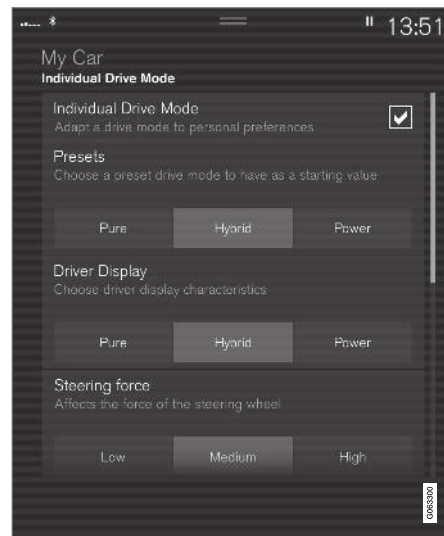 13:51
My Car
Individual Drive Mode
Individual Drive Mode
Adapt a drive mode to personal preferences
Presets
Choose a preset drive mode to have as a starting value
Pure Hybrid Power
Driver Display
Choose driver display characteristics
Pure Hybrid Power
Steering force
Affects the force of the steering wheel
Low Medium High
G063300